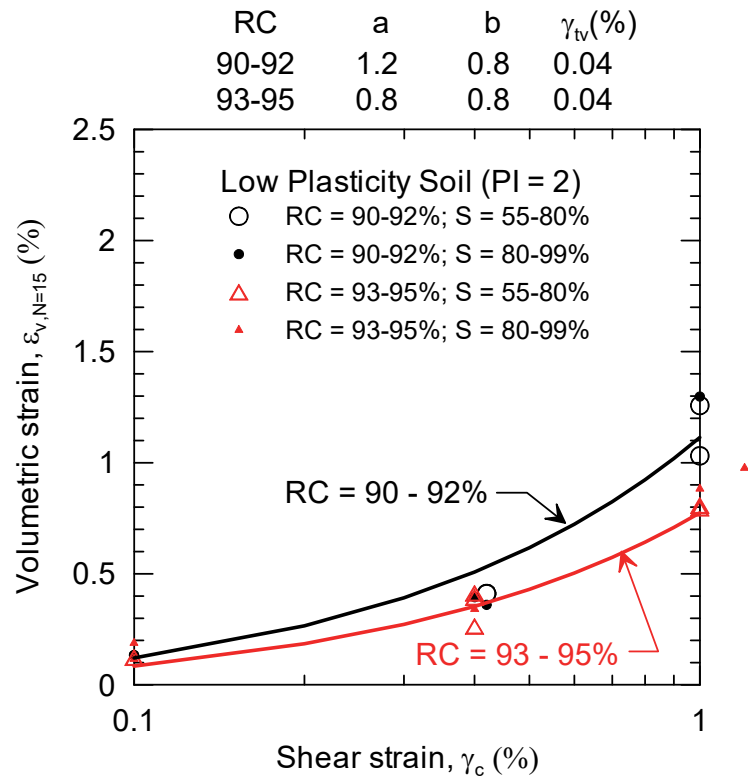 RC a b γtv(%)
90-92 1.2 0.8 0.04
93-95 0.8 0.8 0.04
2.5
2
1.5
1
0.5
0
Volumetric strain, εv,N=15 (%)
Low Plasticity Soil (PI = 2)
RC = 90-92%; S = 55-80%
RC = 90-92%; S = 80-99%
RC = 93-95%; S = 55-80%
RC = 93-95%; S = 80-99%
RC = 90 - 92%
RC = 93 - 95%
0.1 1
Shear strain, γc (%)